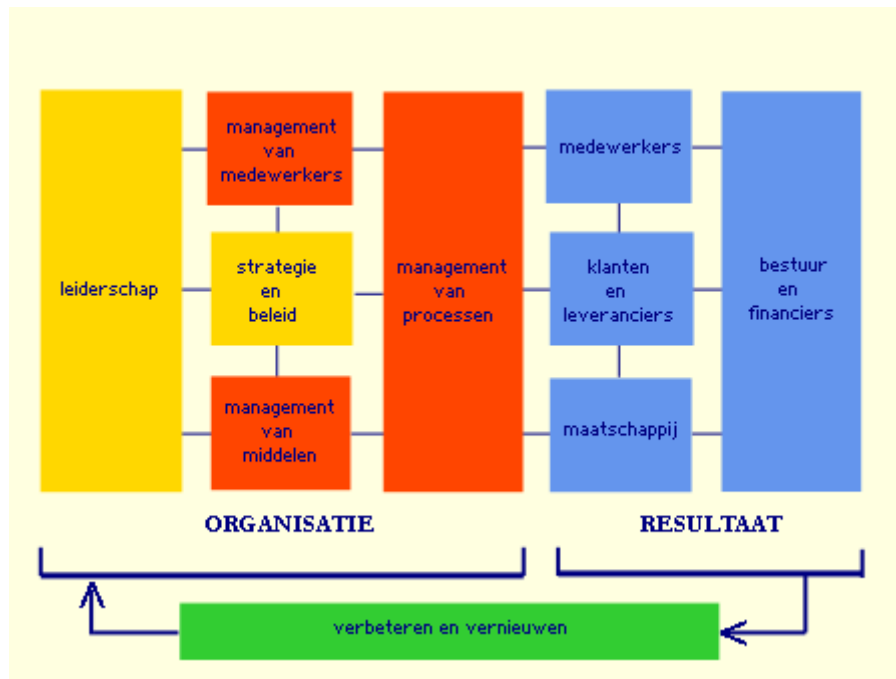 leiderschap
management
van
medewerkers
strategie
en
beleid
management
van
middelen
management
van
processen
medewerkers
klanten
en
leveranciers
maatschappij
bestuur
en
financiers
ORGANISATIE
RESULTAAT
verbeteren en vernieuwen